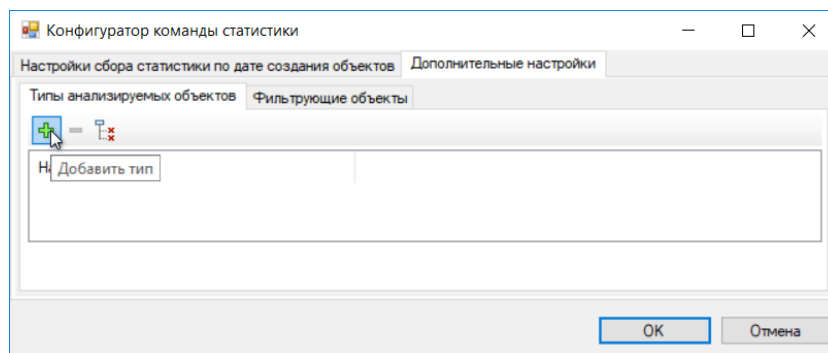 Конфигуратор команды статистики
Настройки сбора статистики по дате создания объектов Дополнительные настройки
Типы анализируемых объектов Фильтрующие объекты
Добавить тип
OK Отмена